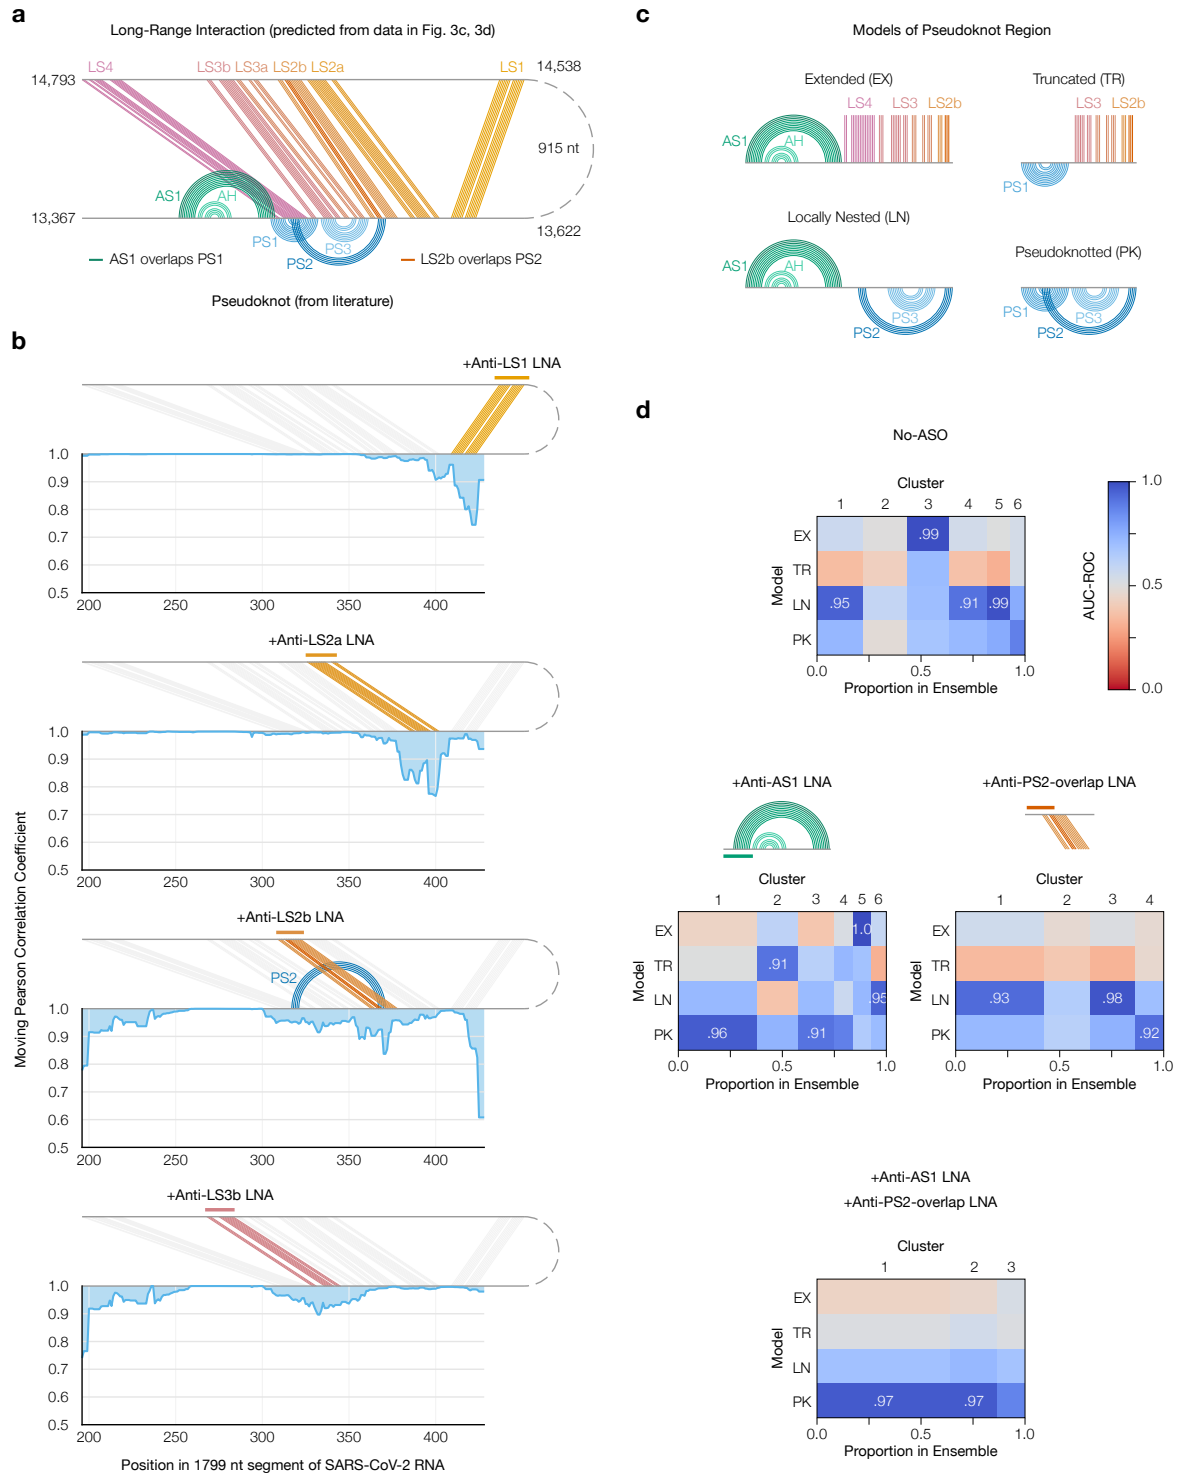 a
Long-Range Interaction (predicted from data in Fig. 3c, 3d)
LS4
LS3b
LS3a
LS2b
LS2a
LS1
14,538
14,793
915 nt
AS1
AH
13,367
13,622
PS1
PS3
PS2
AS1 overlaps PS1
LS2b overlaps PS2
Pseudoknot (from literature)
b
+Anti-LS1 LNA
1.0
0.9
0.8
0.7
0.6
0.5
200
250
300
350
400
+Anti-LS2a LNA
1.0
0.9
0.8
0.7
0.6
0.5
200
250
300
350
400
Moving Pearson Correlation Coefficient
+Anti-LS2b LNA
PS2
1.0
0.9
0.8
0.7
0.6
0.5
200
250
300
350
400
+Anti-LS3b LNA
1.0
0.9
0.8
0.7
0.6
0.5
200
250
300
350
400
Position in 1799 nt segment of SARS-CoV-2 RNA
c
Models of Pseudoknot Region
Extended (EX)
LS4
LS3
LS2b
AS1
AH
Truncated (TR)
LS3
LS2b
PS1
Locally Nested (LN)
AS1
AH
PS3
PS2
Pseudoknotted (PK)
PS1
PS3
PS2
d
No-ASO
Cluster
1 2 3 4 5 6
Model
EX
.99
TR
LN
.95 .91 .99
PK
0.0 0.5 1.0
Proportion in Ensemble
AUC-ROC
1.0
0.5
0.0
+Anti-AS1 LNA
Cluster
1 2 3 4 5 6
Model
EX
1.0
TR
.91
LN
.95
PK
.96 .91
0.0 0.5 1.0
Proportion in Ensemble
+Anti-PS2-overlap LNA
Cluster
1 2 3 4
Model
EX
TR
LN
.93 .98
PK
.92
0.0 0.5 1.0
Proportion in Ensemble
+Anti-AS1 LNA
+Anti-PS2-overlap LNA
Cluster
1 2 3
Model
EX
TR
LN
PK
.97 .97
0.0 0.5 1.0
Proportion in Ensemble